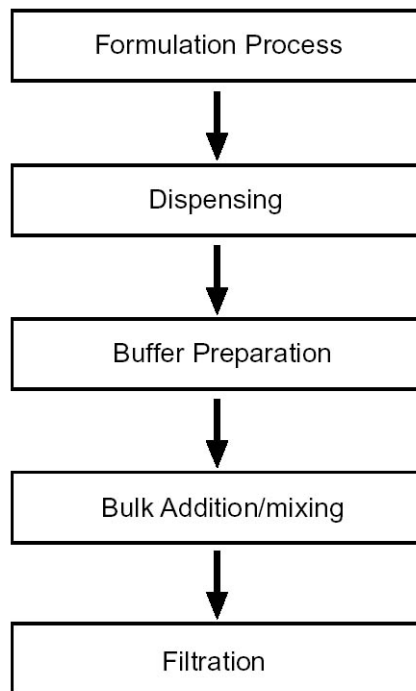 Formulation Process
Dispensing
Buffer Preparation
Bulk Addition/mixing
Filtration